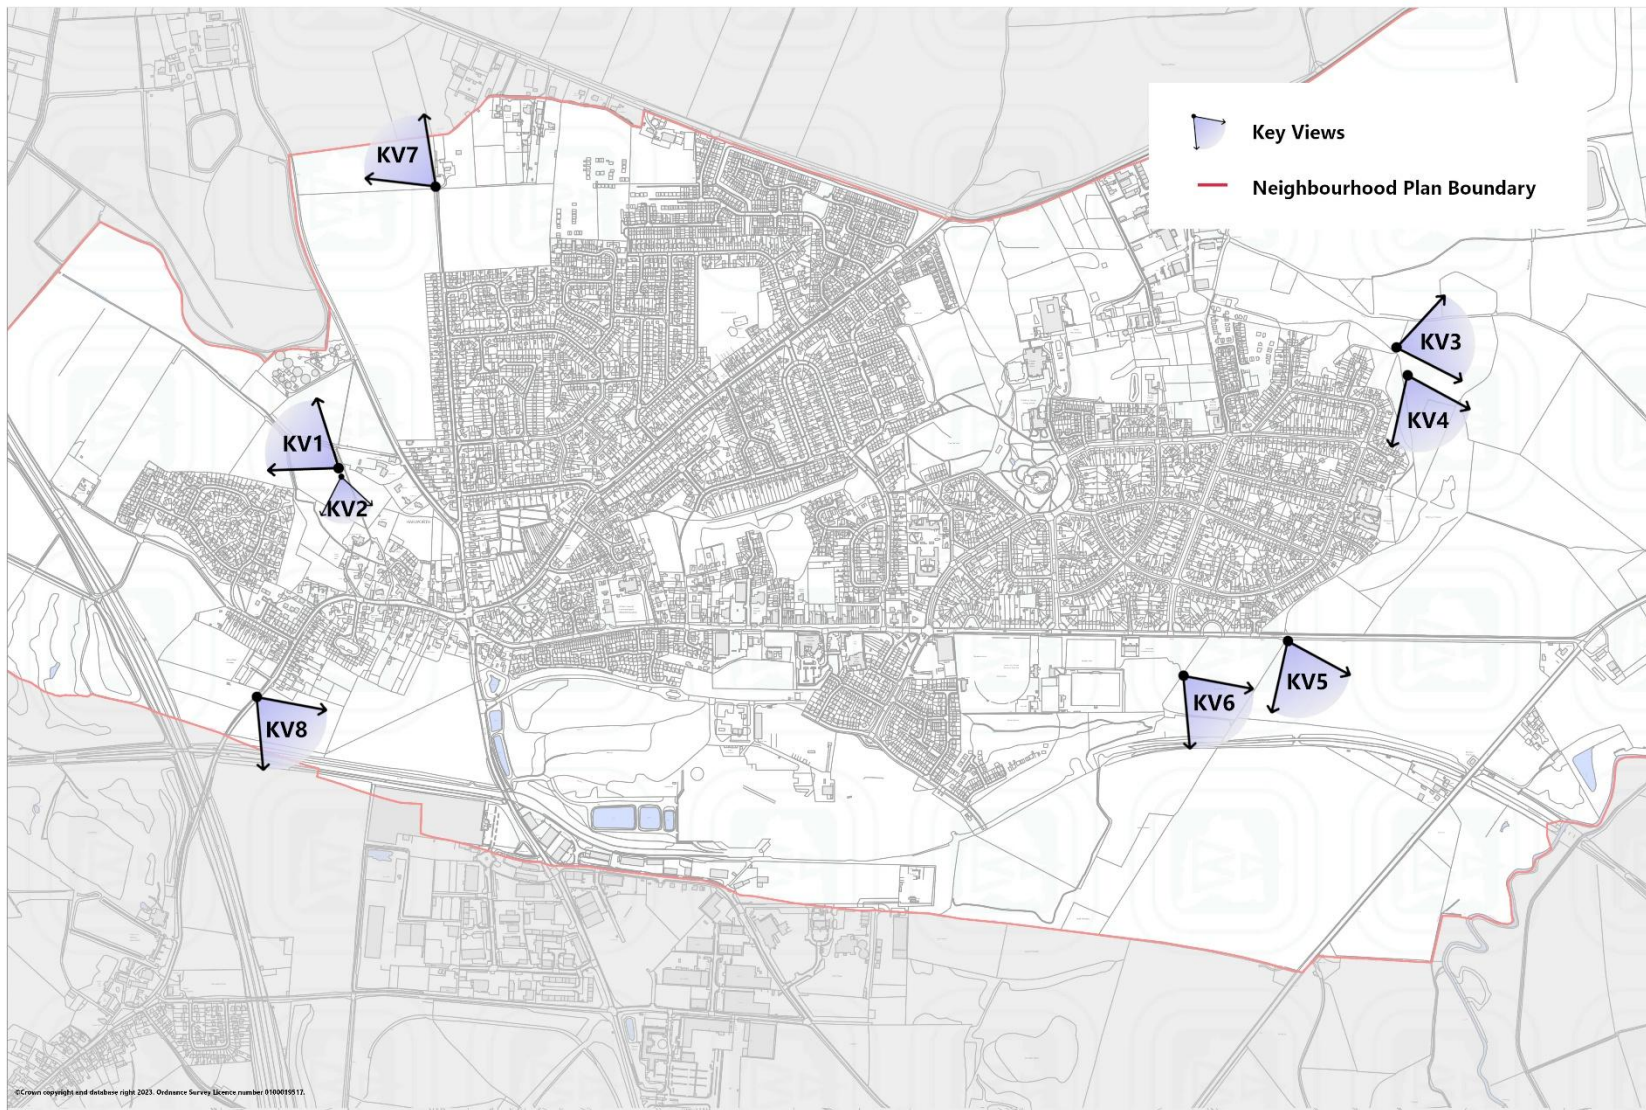 KV7
Key Views
Neighbourhood Plan Boundary
KV3
KV4
KV1
KV2
KV5
KV6
KV8
©Crown copyright and database right 2023. Ordnance Survey Licence number 0100019517.